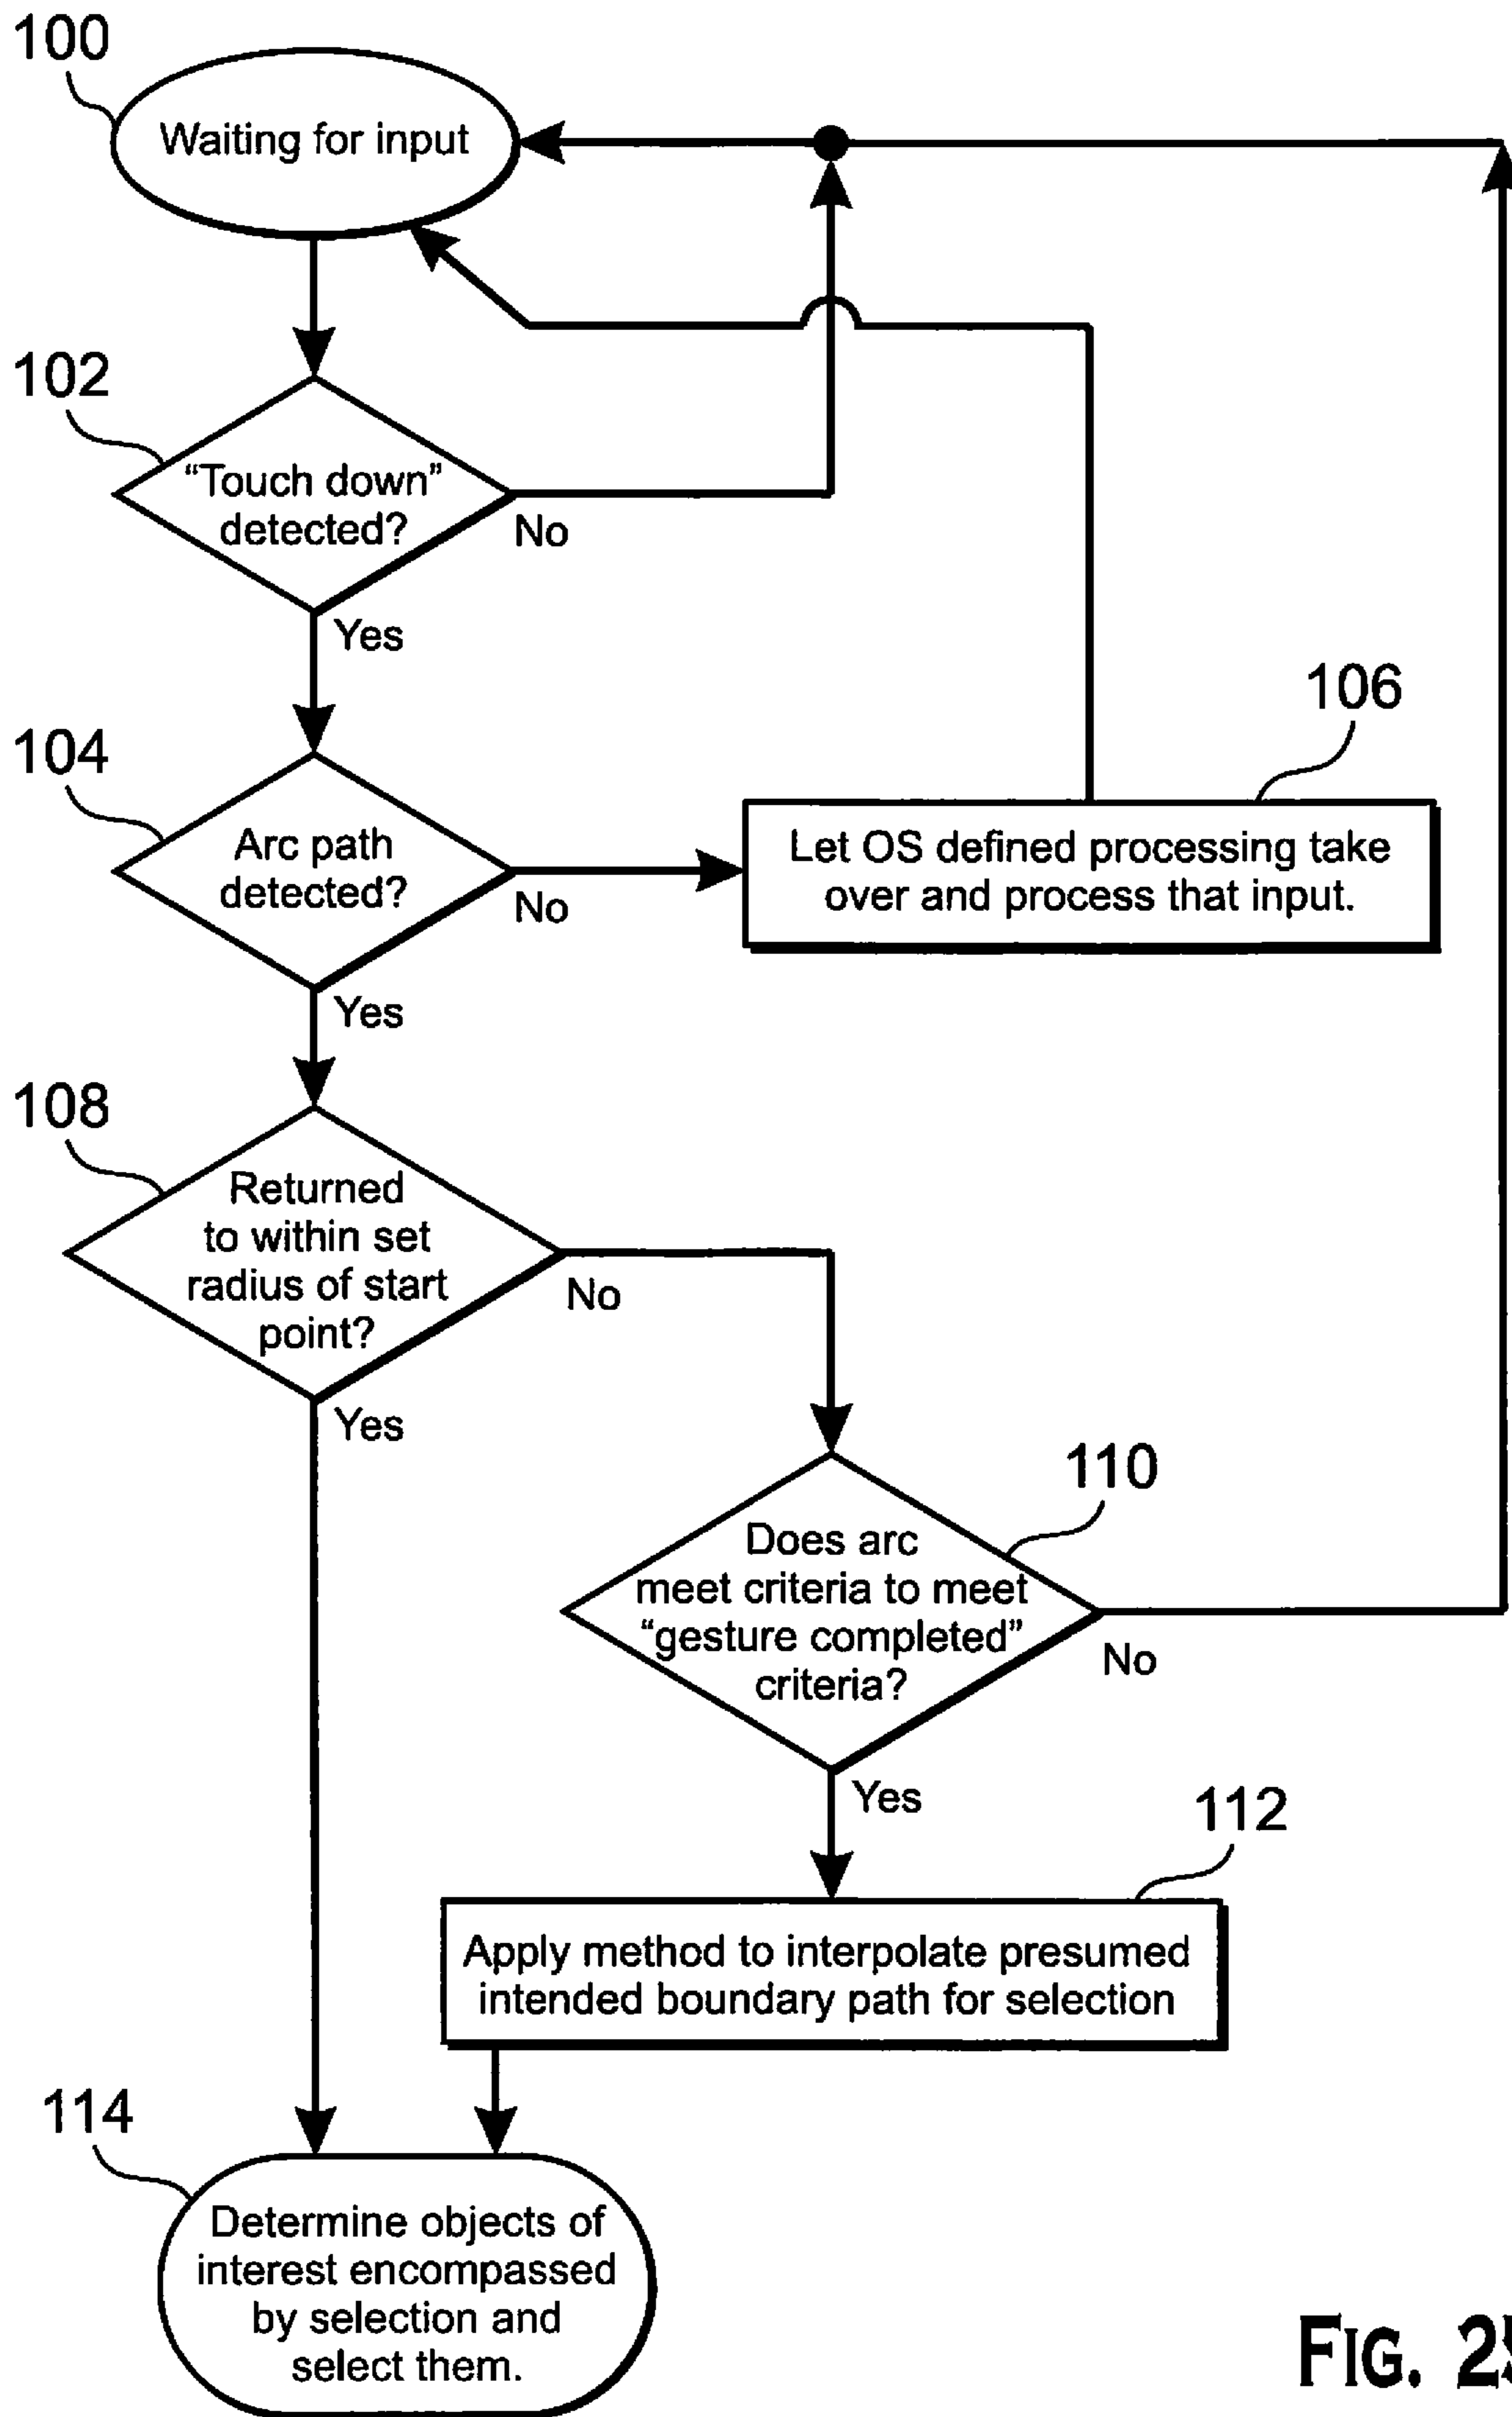 100
Waiting for input
102
“Touch down”
detected?
No
Yes
104
Arc path
detected?
No
Yes
106
Let OS defined processing take
over and process that input.
108
Returned
to within set
radius of start
point?
No
Yes
110
Does arc
meet criteria to meet
“gesture completed”
criteria?
No
Yes
112
Apply method to interpolate presumed
intended boundary path for selection
114
Determine objects of
interest encompassed
by selection and
select them.
FIG.